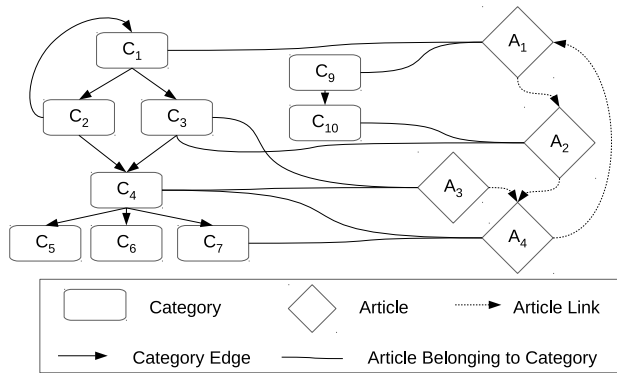 C1
A1
C9
C2
C3
C10
A2
C4
A3
C5
C6
C7
A4
Category
Article
Article Link
Category Edge
Article Belonging to Category